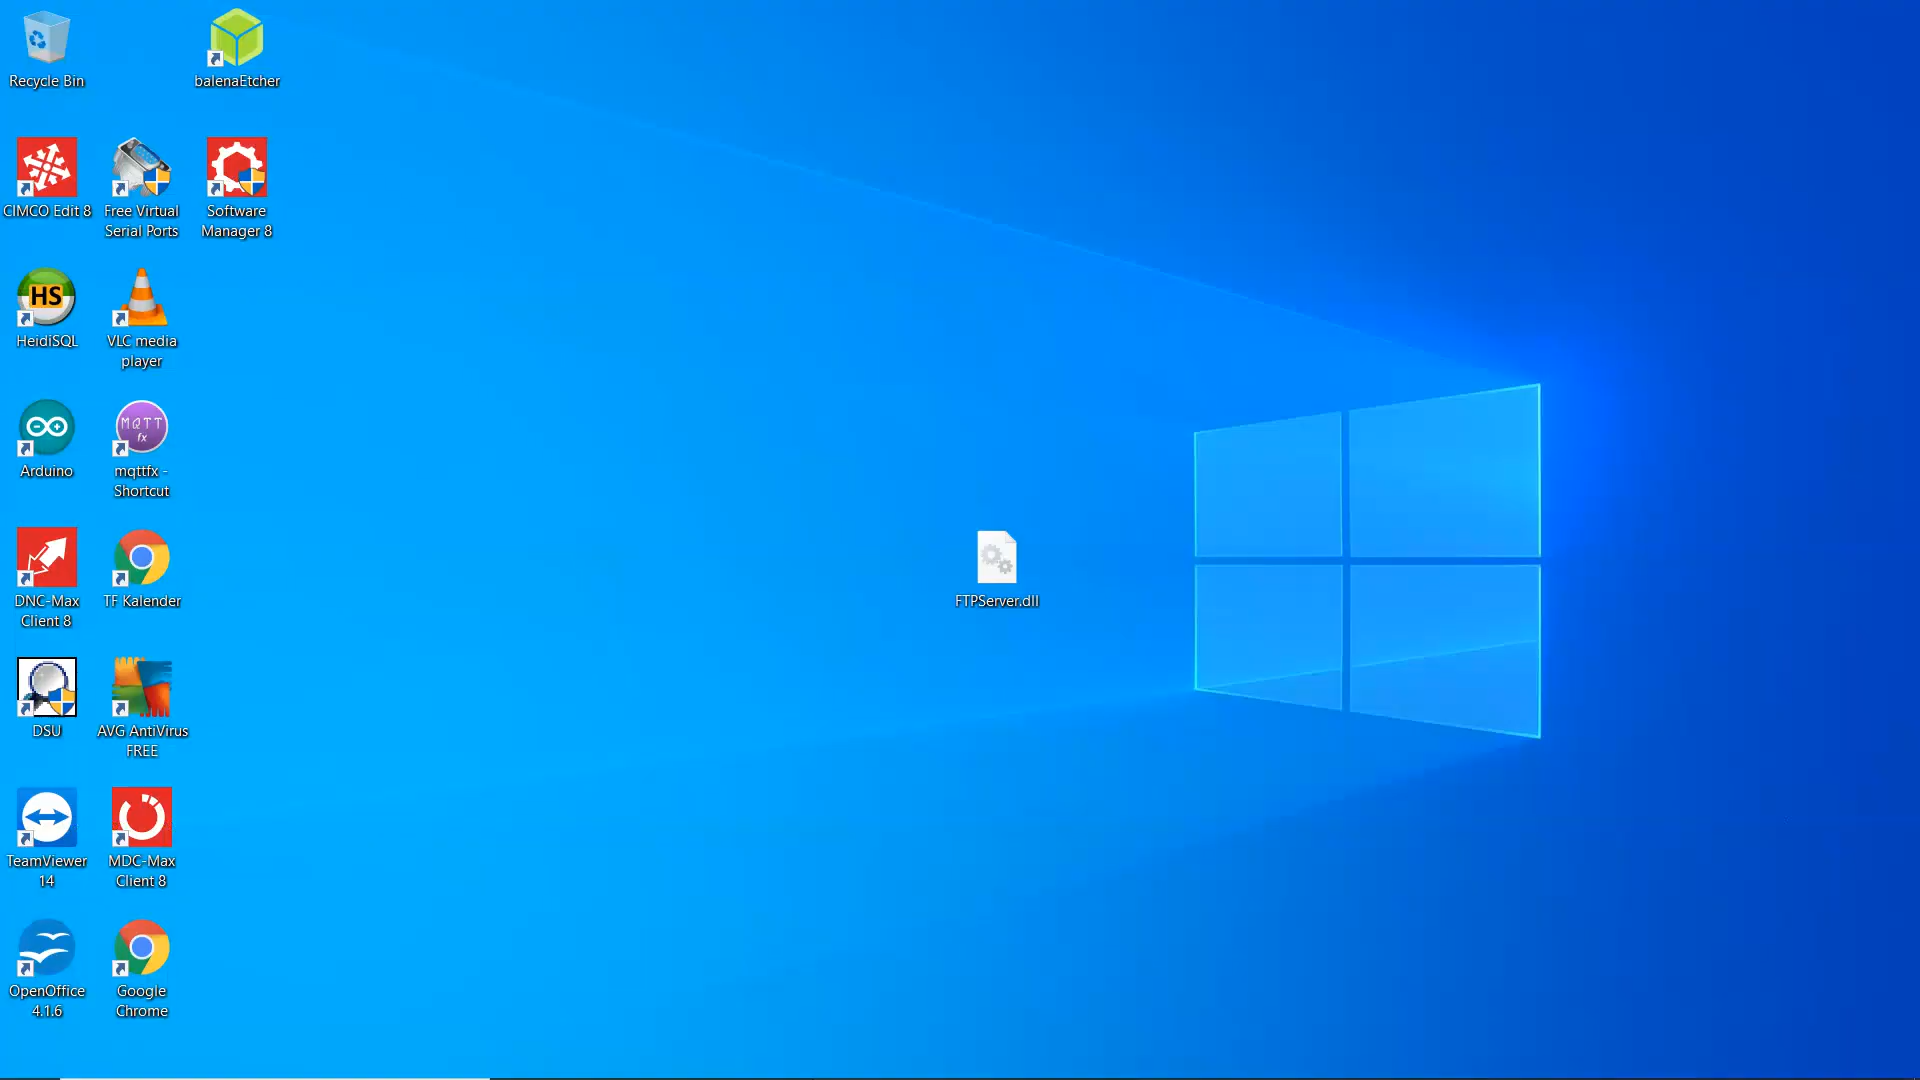 Recycle Bin
balenaEtcher
CIMCO Edit 8
Free Virtual
Serial Ports
Software
Manager 8
HS
HeidiSQL
VLC media
player
Arduino
MQTT
fx
mqttfx -
Shortcut
DNC-Max
Client 8
TF Kalender
FTPServer.dll
DSU
AVG AntiVirus
FREE
TeamViewer
14
MDC-Max
Client 8
OpenOffice
4.1.6
Google
Chrome